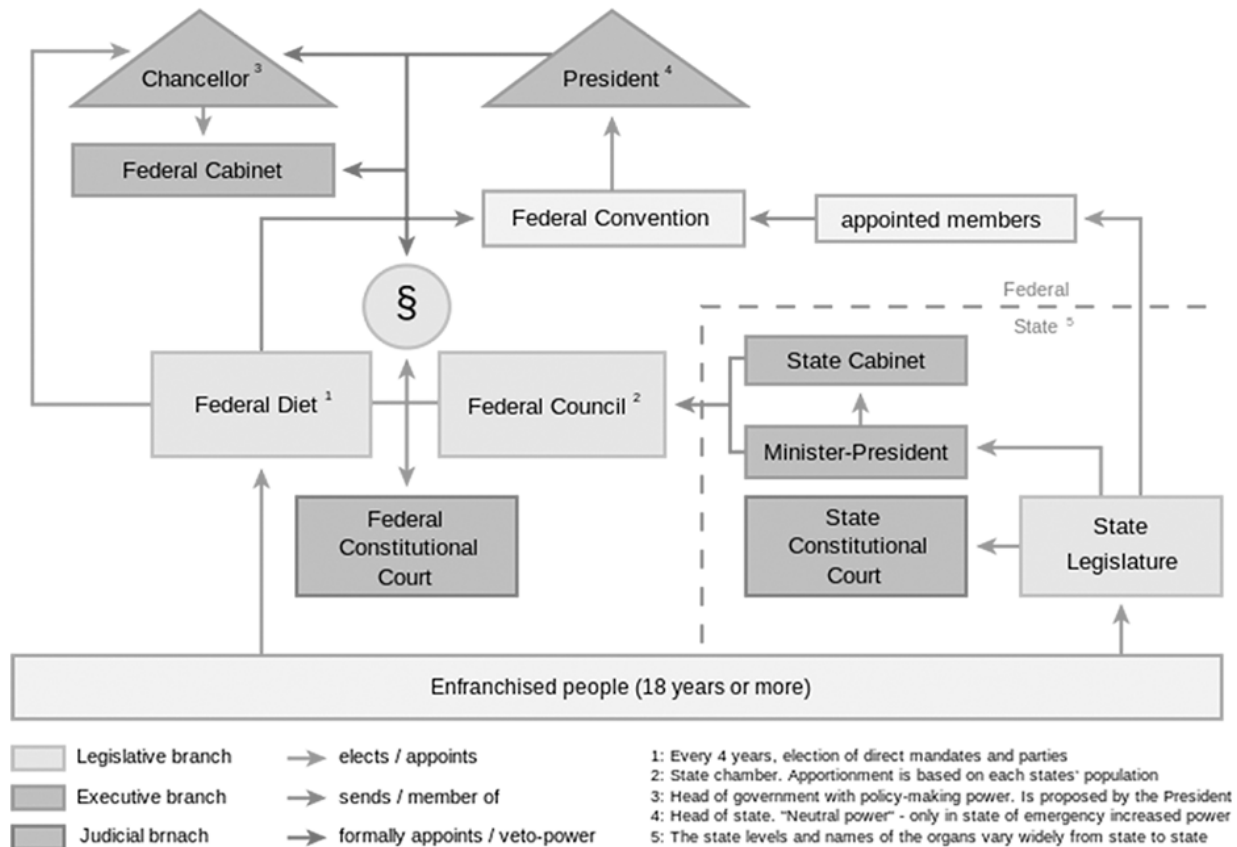 Chancellor 3
President 4
Federal Cabinet
Federal Convention
appointed members
§
Federal
State 5
State Cabinet
Federal Diet 1
Federal Council 2
Minister-President
Federal
Constitutional
Court
State
Constitutional
Court
State
Legislature
Enfranchised people (18 years or more)
Legislative branch
Executive branch
Judicial brnach
elects / appoints
sends / member of
formally appoints / veto-power
1: Every 4 years, election of direct mandates and parties
2: State chamber. Apportionment is based on each states' population
3: Head of government with policy-making power. Is proposed by the President
4: Head of state. "Neutral power" - only in state of emergency increased power
5: The state levels and names of the organs vary widely from state to state